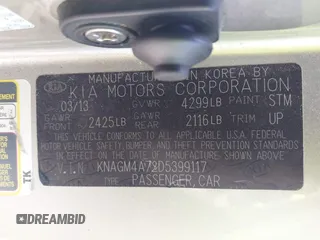 MANUFACTURED IN KOREA BY
KIA MOTORS CORPORATION
03/13 GVWR 4299LB PAINT STM
GAWR FRONT 2425LB GAWR REAR 2116LB TRIM UP
THIS VEHICLE CONFORMS TO ALL APPLICABLE
FEDERAL MOTOR VEHICLE SAFETY, BUMPER, AND
THEFT PREVENTION STANDARDS IN EFFECT ON
THE DATE OF MANUFACTURE SHOWN ABOVE.
V.I.N KNAGM4A73D5399117
TYPE PASSENGER CAR
TK
DREAMBID
DREAMBID.COM